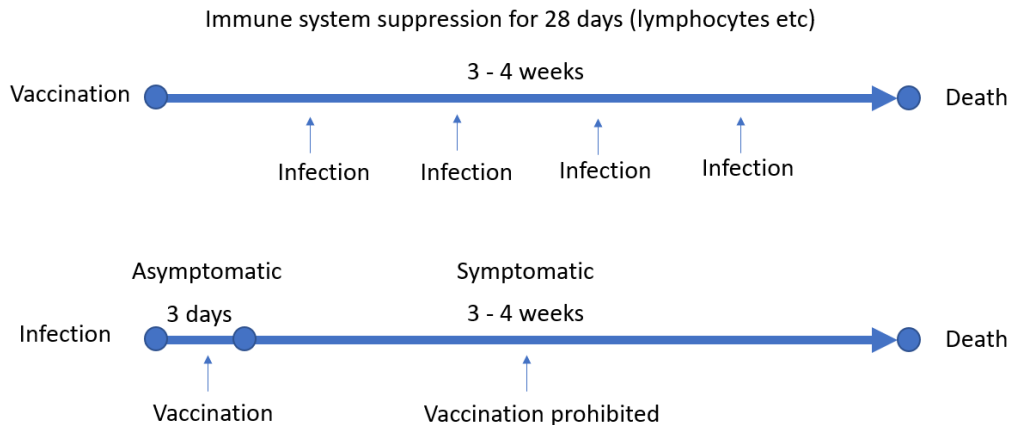 Immune system suppression for 28 days (lymphocytes etc)
3 - 4 weeks
Vaccination
Death
Infection
Infection
Infection
Infection
Asymptomatic
Symptomatic
3 days
3 - 4 weeks
Infection
Death
Vaccination
Vaccination prohibited